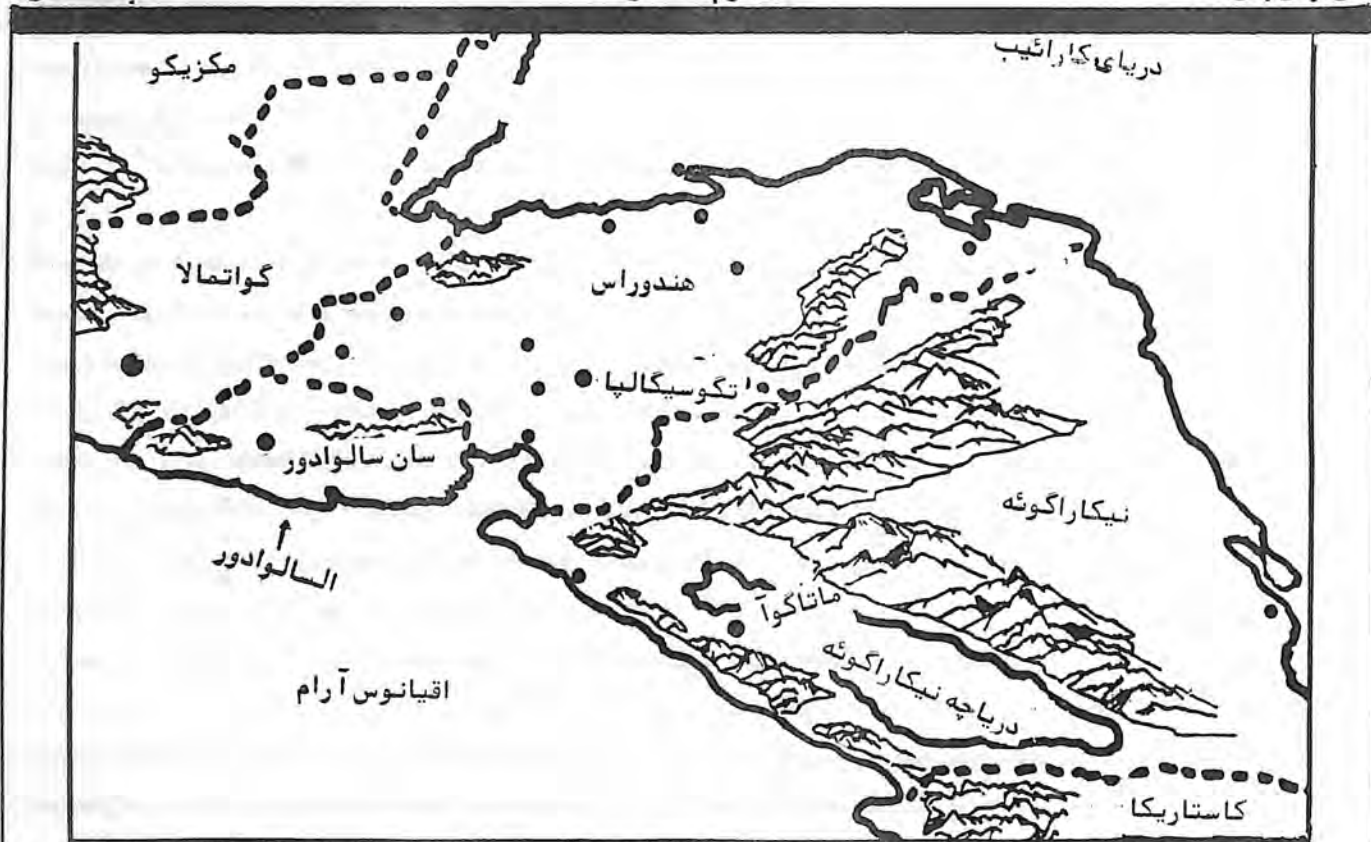 دریای کارائیب
مکزیکو
گواتمالا
هندوراس
تگوسیگالپا
سان سالوادور
السالوادور
نیکاراگوئه
ماناگوآ
دریاچه نیکاراگوئه
اقیانوس آرام
کاستاریکا